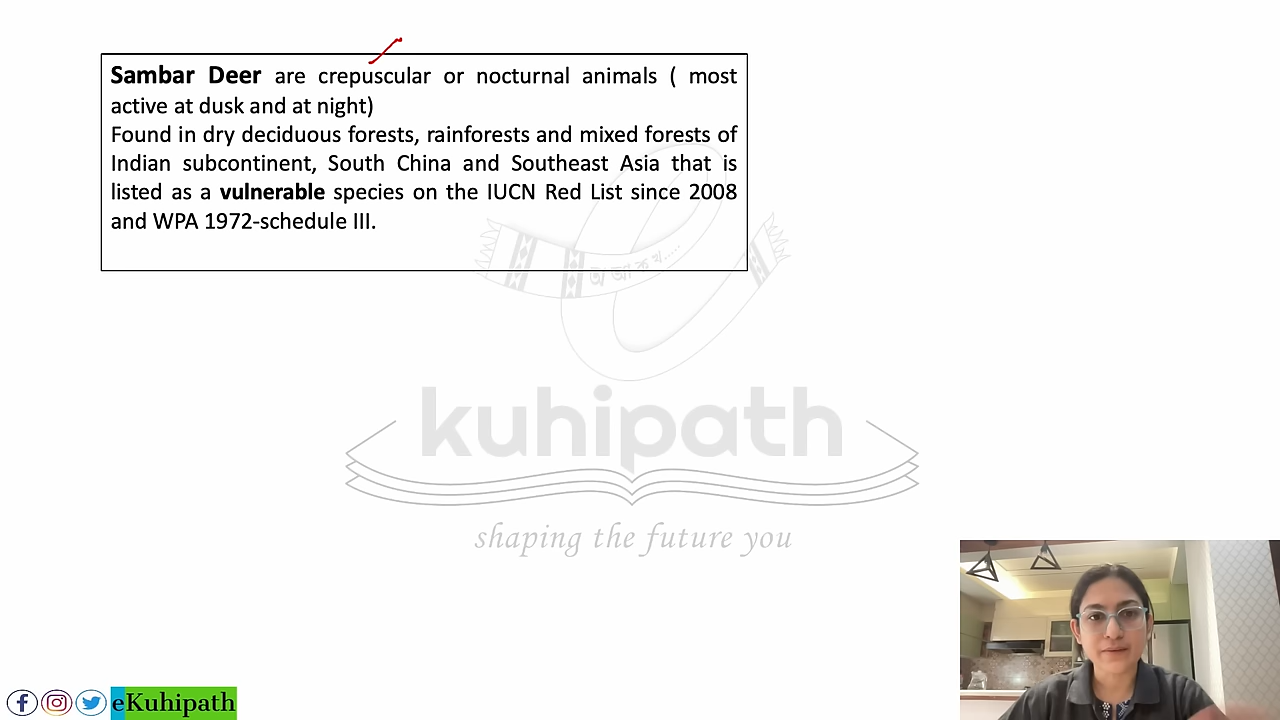 Sambar Deer are crepuscular or nocturnal animals ( most
active at dusk and at night)
Found in dry deciduous forests, rainforests and mixed forests of
Indian subcontinent, South China and Southeast Asia that is
listed as a vulnerable species on the IUCN Red List since 2008
and WPA 1972-schedule III.
অ আ ক খ.....
kuhipath
shaping the future you
eKuhipath